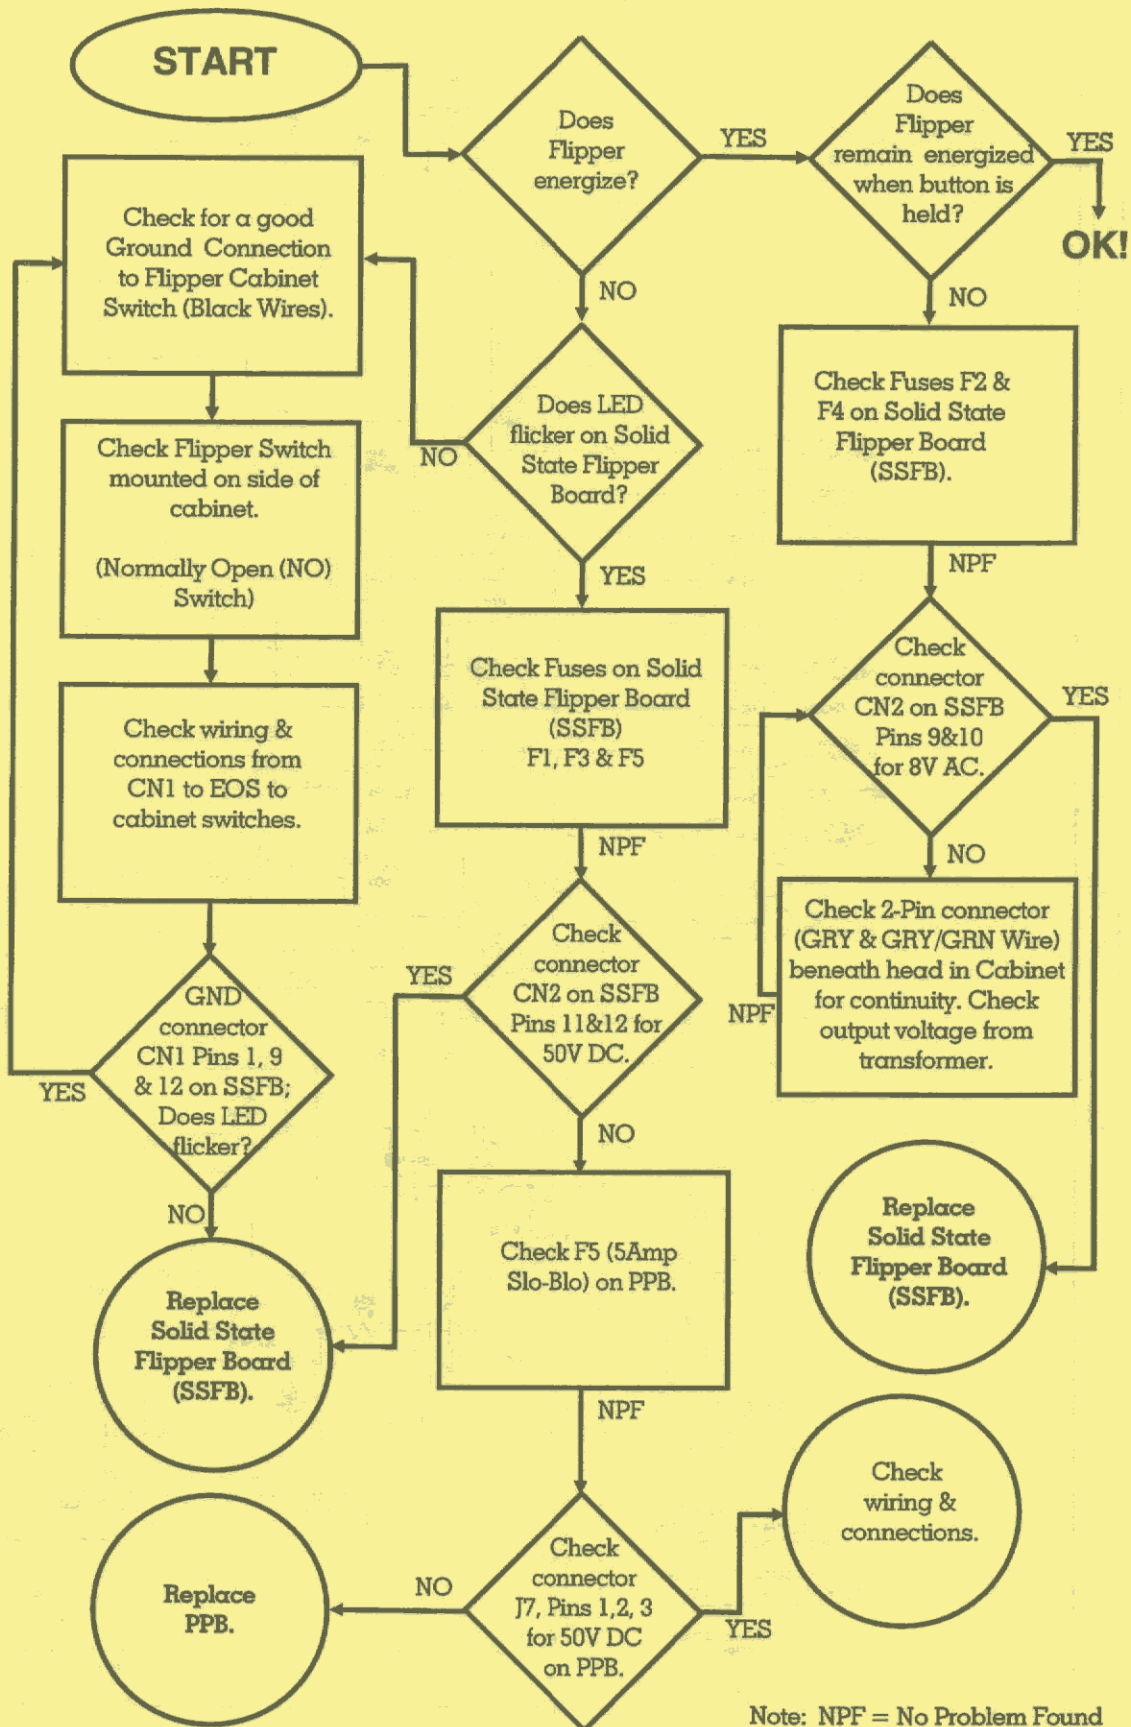 START
Does
Flipper
energize?
YES
Does
Flipper
remain energized
when button is
held?
YES
OK!
NO
NO
Check for a good
Ground Connection
to Flipper Cabinet
Switch (Black Wires).
Does LED
flicker on Solid
State Flipper
Board?
NO
YES
Check Fuses F2 &
F4 on Solid State
Flipper Board
(SSFB).
NPF
Check Flipper Switch
mounted on side of
cabinet.
(Normally Open (NO)
Switch)
Check Fuses on Solid
State Flipper Board
(SSFB)
F1, F3 & F5
NPF
Check
connector
CN2 on SSFB
Pins 9&10
for 8V AC.
YES
NO
Check wiring &
connections from
CN1 to EOS to
cabinet switches.
Check 2-Pin connector
(GRY & GRY/GRN Wire)
beneath head in Cabinet
for continuity. Check
output voltage from
transformer.
NPF
Check
connector
CN2 on SSFB
Pins 11&12 for
50V DC.
YES
NO
GND
connector
CN1 Pins 1, 9
& 12 on SSFB;
Does LED
flicker?
YES
NO
Check F5 (5Amp
Slo-Blo) on PPB.
NPF
Replace
Solid State
Flipper Board
(SSFB).
Replace
Solid State
Flipper Board
(SSFB).
Check
wiring &
connections.
Check
connector
J7, Pins 1,2, 3
for 50V DC
on PPB.
NO
YES
Replace
PPB.
Note: NPF = No Problem Found